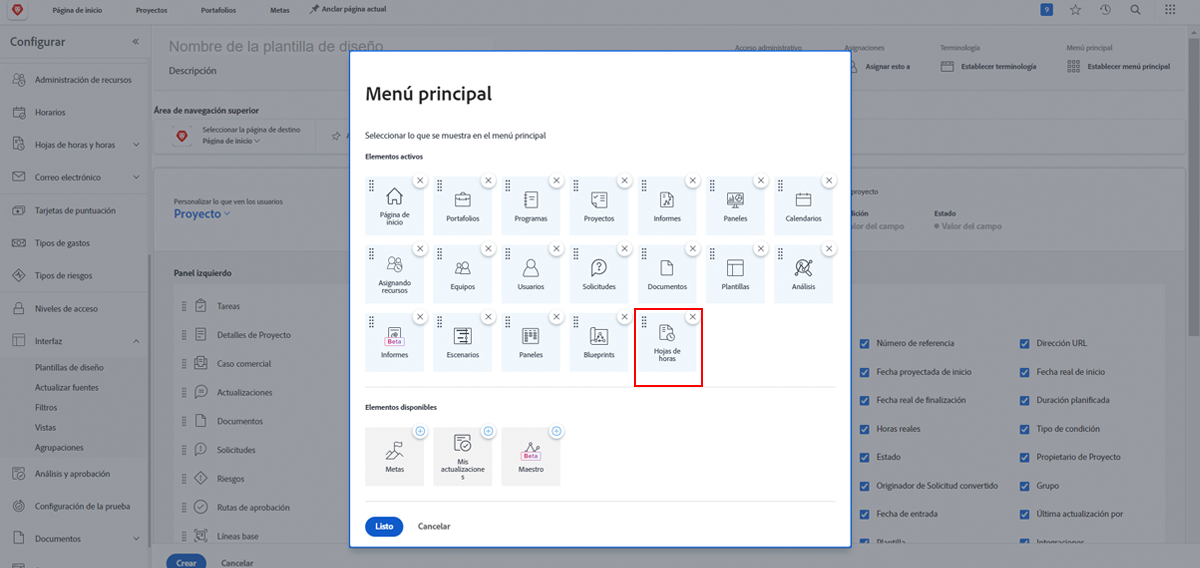 Página de inicio
Proyectos
Portafolios
Metas
Anclar página actual
9
Configurar
Administración de recursos
Horarios
Hojas de horas y horas
Correo electrónico
Tarjetas de puntuación
Tipos de gastos
Tipos de riesgos
Niveles de acceso
Interfaz
Plantillas de diseño
Actualizar fuentes
Filtros
Vistas
Agrupaciones
Análisis y aprobación
Configuración de la prueba
Documentos
Nombre de la plantilla de diseño
Descripción
Acceso administrativo
Asignaciones
Asignar esto a
Terminología
Establecer terminología
Menú principal
Establecer menú principal
Área de navegación superior
Seleccionar la página de destino
Página de inicio
Personalizar lo que ven los usuarios
Proyecto
Estado
Valor del campo
Panel izquierdo
Tareas
Detalles de Proyecto
Caso comercial
Actualizaciones
Documentos
Solicitudes
Riesgos
Rutas de aprobación
Líneas base
Crear
Cancelar
Menú principal
Seleccionar lo que se muestra en el menú principal
Elementos activos
Página de
inicio
Portafolios
Programas
Proyectos
Informes
Paneles
Calendarios
Asignando
recursos
Equipos
Usuarios
Solicitudes
Documentos
Plantillas
Análisis
Beta
Informes
Escenarios
Paneles
Blueprints
Hojas de
horas
Elementos disponibles
Metas
Mis
actualizacione
s
Beta
Maestro
Listo
Cancelar
Número de referencia
Dirección URL
Fecha proyectada de inicio
Fecha real de inicio
Fecha real de finalización
Duración planificada
Horas reales
Tipo de condición
Estado
Propietario de Proyecto
Originador de Solicitud convertido
Grupo
Fecha de entrada
Última actualización por
Plantilla
Integraciones